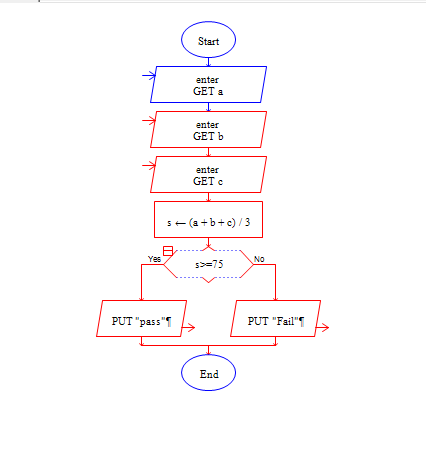 Start
enter
GET a
enter
GET b
enter
GET c
s ← (a + b + c) / 3
Yes
s>=75
No
PUT "pass"¶
PUT "Fail"¶
End